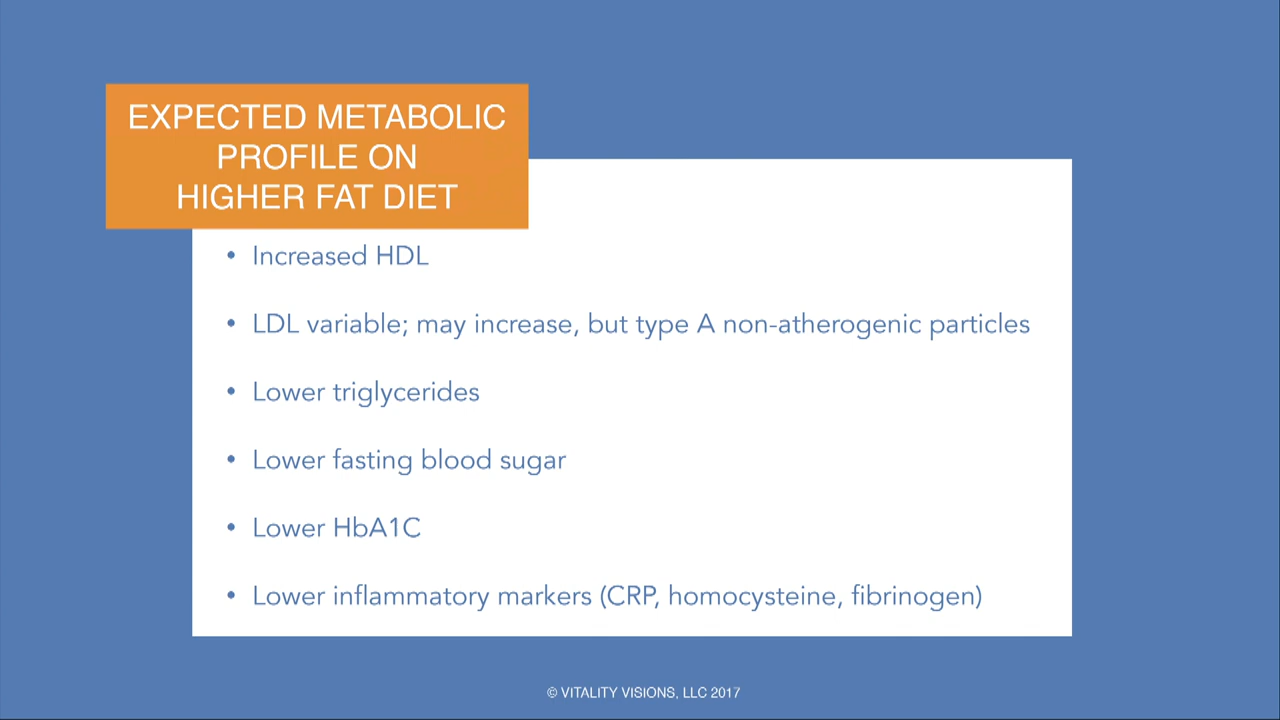 EXPECTED METABOLIC
PROFILE ON
HIGHER FAT DIET
• Increased HDL
• LDL variable; may increase, but type A non-atherogenic particles
• Lower triglycerides
• Lower fasting blood sugar
• Lower HbA1C
• Lower inflammatory markers (CRP, homocysteine, fibrinogen)
© VITALITY VISIONS, LLC 2017